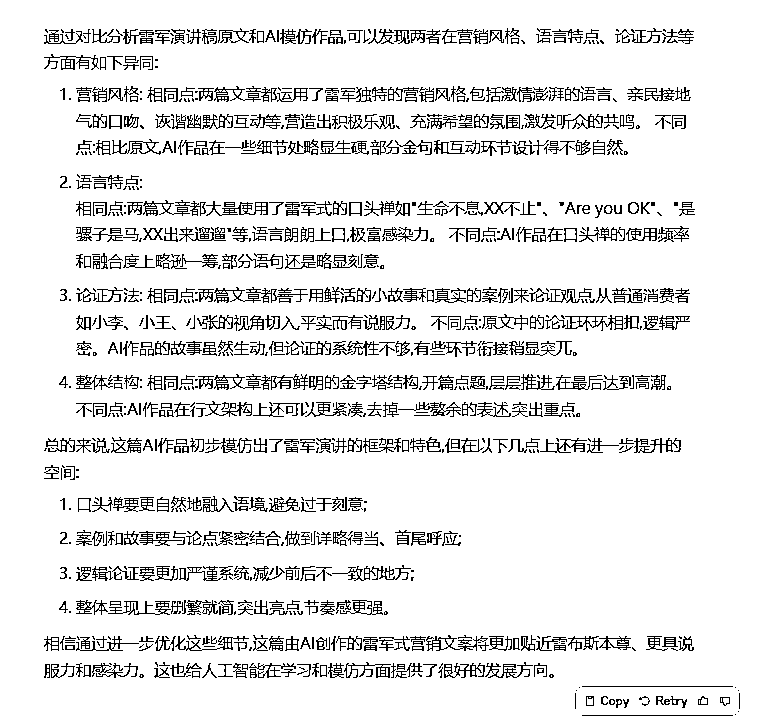 通过对比分析雷军演讲稿原文和AI模仿作品,可以发现两者在营销风格、语言特点、论证方法等
方面有如下异同:
1. 营销风格: 相同点:两篇文章都运用了雷军独特的营销风格,包括激情澎湃的语言、亲民接地
气的口吻、诙谐幽默的互动等,营造出积极乐观、充满希望的氛围,激发听众的共鸣。 不同
点:相比原文,AI作品在一些细节处略显生硬,部分金句和互动环节设计得不够自然。
2. 语言特点:
相同点:两篇文章都大量使用了雷军式的口头禅如"生命不息,XX不止"、"Are you OK"、"是
骡子是马,XX出来遛遛"等,语言朗朗上口,极富感染力。 不同点:AI作品在口头禅的使用频率
和融合度上略逊一筹,部分语句还是略显刻意。
3. 论证方法: 相同点:两篇文章都善于用鲜活的小故事和真实的案例来论证观点,从普通消费者
如小李、小王、小张的视角切入,平实而有说服力。 不同点:原文中的论证环环相扣,逻辑严
密。AI作品的故事虽然生动,但论证的系统性不够,有些环节衔接稍显突兀。
4. 整体结构: 相同点:两篇文章都有鲜明的金字塔结构,开篇点题,层层推进,在最后达到高潮。
不同点:AI作品在行文架构上还可以更紧凑,去掉一些赘余的表述,突出重点。
总的来说,这篇AI作品初步模仿出了雷军演讲的框架和特色,但在以下几点上还有进一步提升的
空间:
1. 口头禅要更自然地融入语境,避免过于刻意;
2. 案例和故事要与论点紧密结合,做到详略得当、首尾呼应;
3. 逻辑论证要更加严谨系统,减少前后不一致的地方;
4. 整体呈现上要删繁就简,突出亮点,节奏感更强。
相信通过进一步优化这些细节,这篇由AI创作的雷军式营销文案将更加贴近雷布斯本尊、更具说
服力和感染力。这也给人工智能在学习和模仿方面提供了很好的发展方向。
Copy Retry